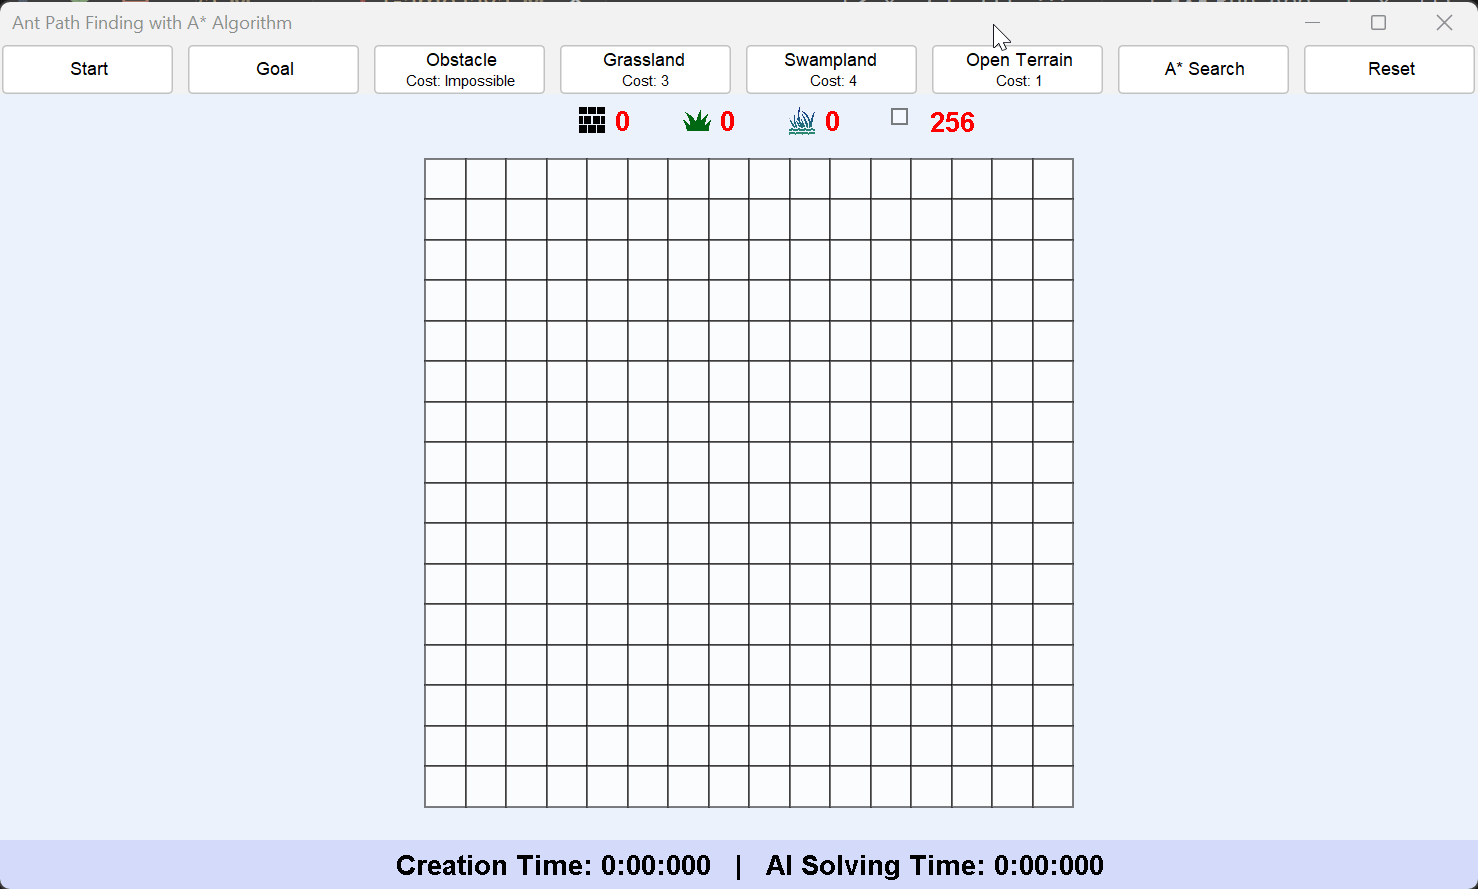 Ant Path Finding with A* Algorithm
Start
Goal
Obstacle
Cost: Impossible
Grassland
Cost: 3
Swampland
Cost: 4
Open Terrain
Cost: 1
A* Search
Reset
0 0 0 256
Creation Time: 0:00:000 | AI Solving Time: 0:00:000